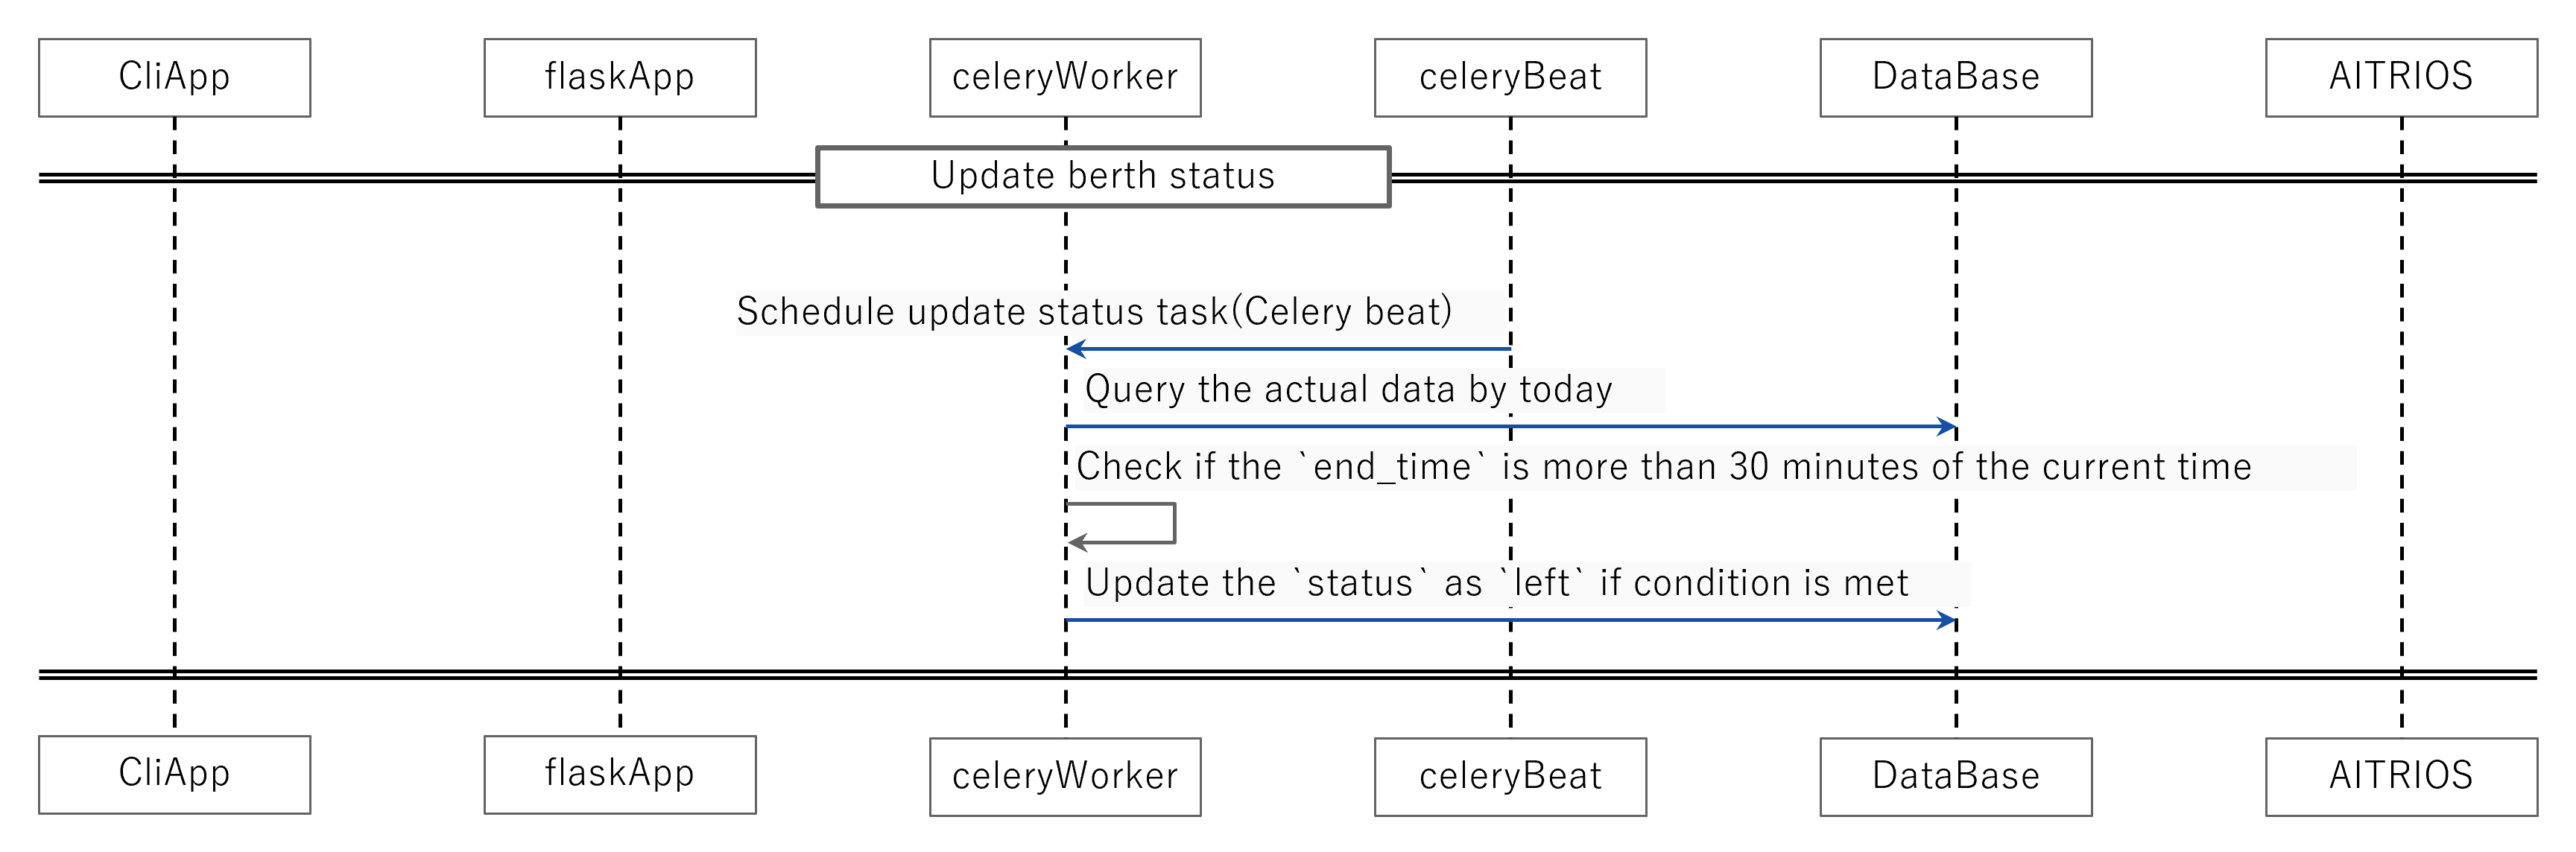 CliApp
flaskApp
celeryWorker
celeryBeat
DataBase
AITRIOS
Update berth status
Schedule update status task(Celery beat)
Query the actual data by today
Check if the `end_time` is more than 30 minutes of the current time
Update the `status` as `left` if condition is met
CliApp
flaskApp
celeryWorker
celeryBeat
DataBase
AITRIOS